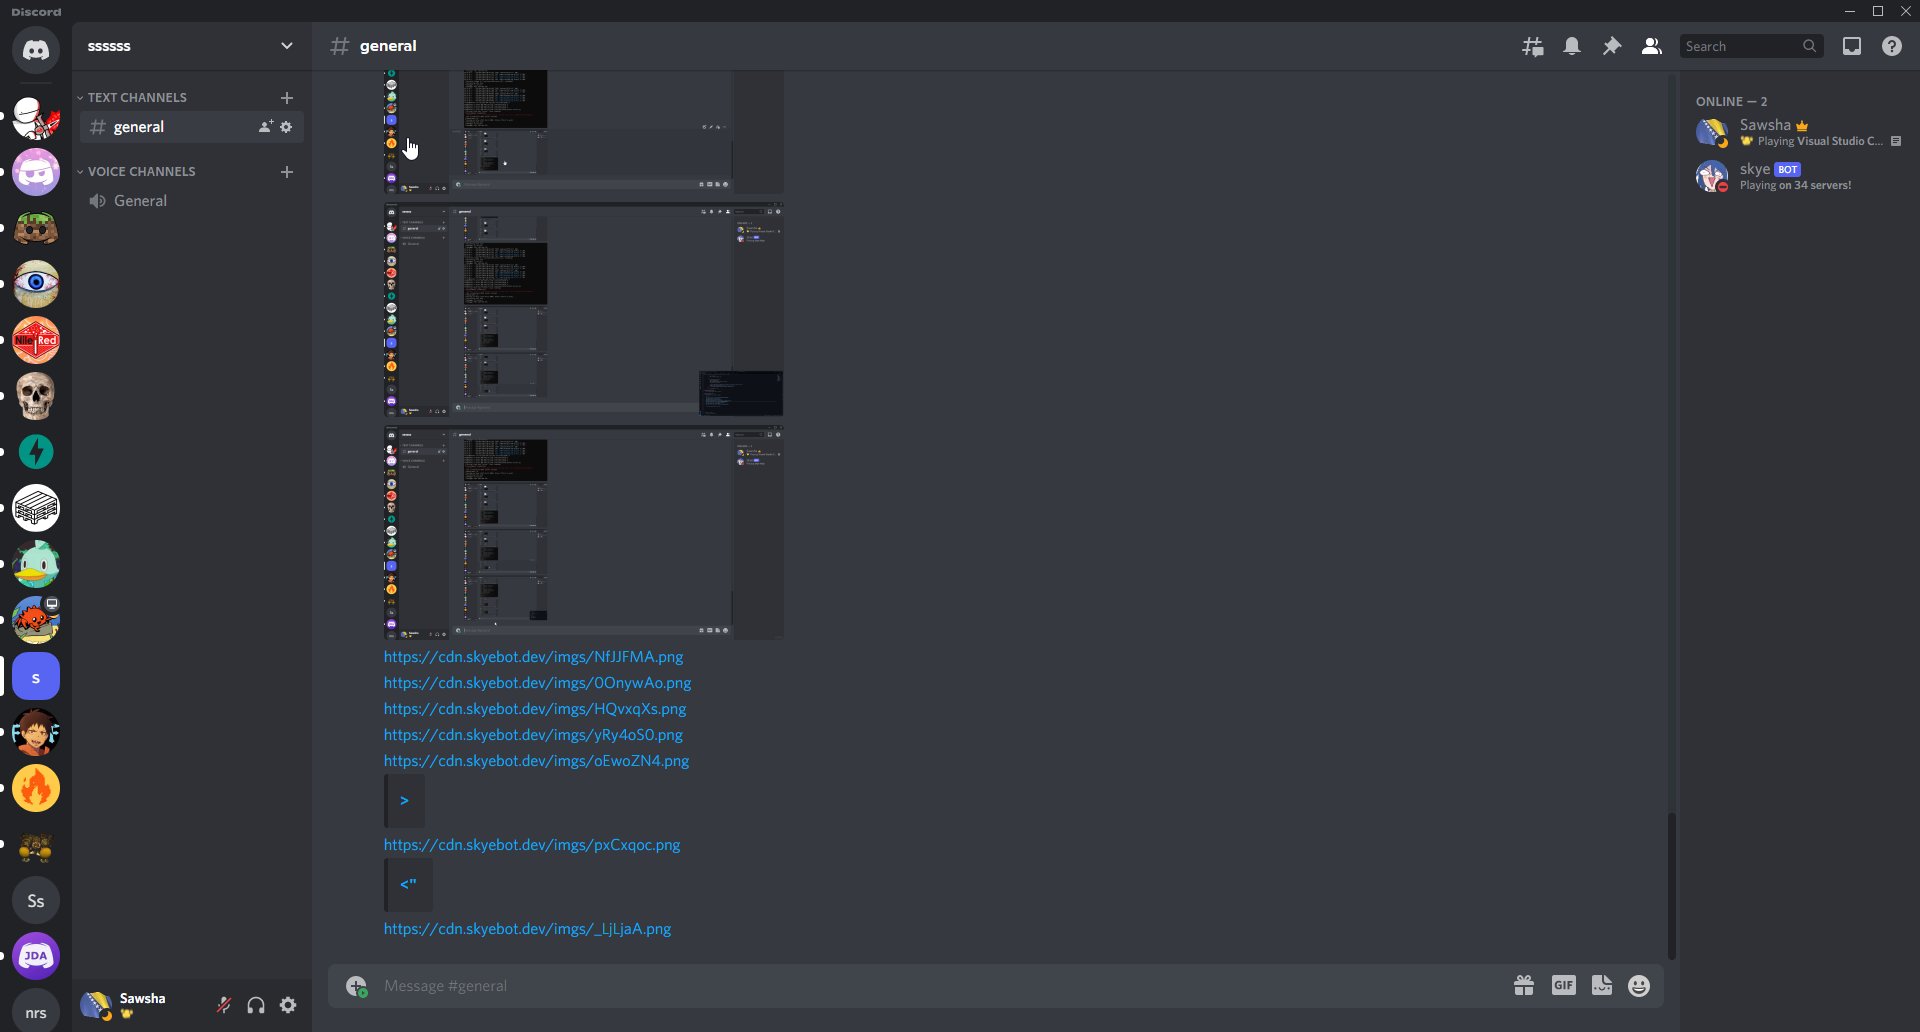 Discord
ssssss
general
Search
TEXT CHANNELS
general
VOICE CHANNELS
General
ONLINE — 2
Sawsha
Playing Visual Studio C...
skye BOT
Playing on 34 servers!
Nile Red
s
Ss
JDA
nrs
https://cdn.skyebot.dev/imgs/NfJJFMA.png
https://cdn.skyebot.dev/imgs/0OnywAo.png
https://cdn.skyebot.dev/imgs/HQvxqXs.png
https://cdn.skyebot.dev/imgs/yRy4oS0.png
https://cdn.skyebot.dev/imgs/oEwoZN4.png
>
https://cdn.skyebot.dev/imgs/pxCxqoc.png
<"
https://cdn.skyebot.dev/imgs/_LjLjaA.png
Message #general
GIF
Sawsha